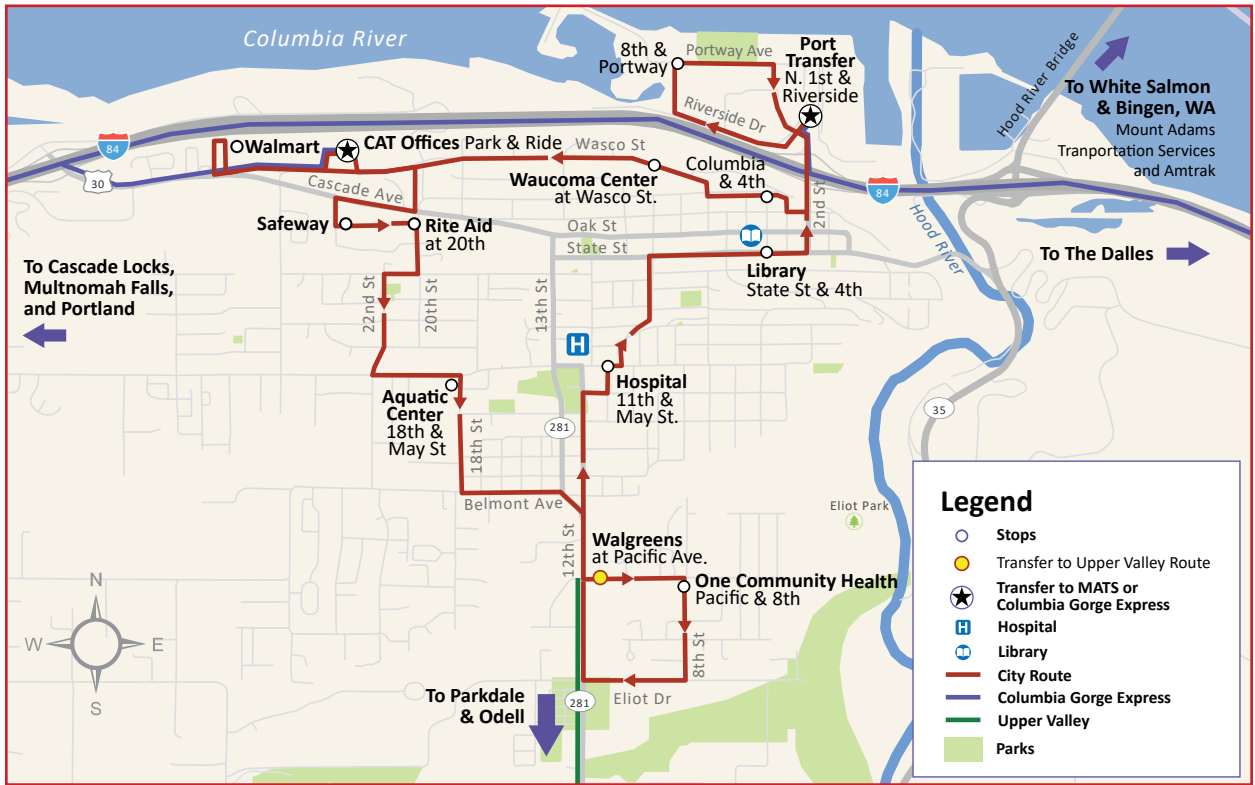 Columbia River
8th &
Portway
Portway Ave
Port
Transfer
N. 1st &
Riverside
Riverside Dr
Hood River Bridge
To White Salmon
& Bingen, WA
Mount Adams
Tranportation Services
and Amtrak
84
30
Walmart
CAT Offices Park & Ride
Wasco St
Waucoma Center
at Wasco St.
Columbia
& 4th
2nd St
84
Hood River
Cascade Ave
Safeway
Rite Aid
at 20th
Oak St
State St
Library
State St & 4th
To The Dalles
To Cascade Locks,
Multnomah Falls,
and Portland
22nd St
20th St
13th St
H
Hospital
11th &
May St.
Aquatic
Center
18th &
May St
18th St
281
35
Belmont Ave
12th St
Eliot Park
Walgreens
at Pacific Ave.
One Community Health
Pacific & 8th
8th St
Eliot Dr
281
To Parkdale
& Odell
N
W
E
S
Legend
Stops
Transfer to Upper Valley Route
Transfer to MATS or
Columbia Gorge Express
H
Hospital
Library
City Route
Columbia Gorge Express
Upper Valley
Parks